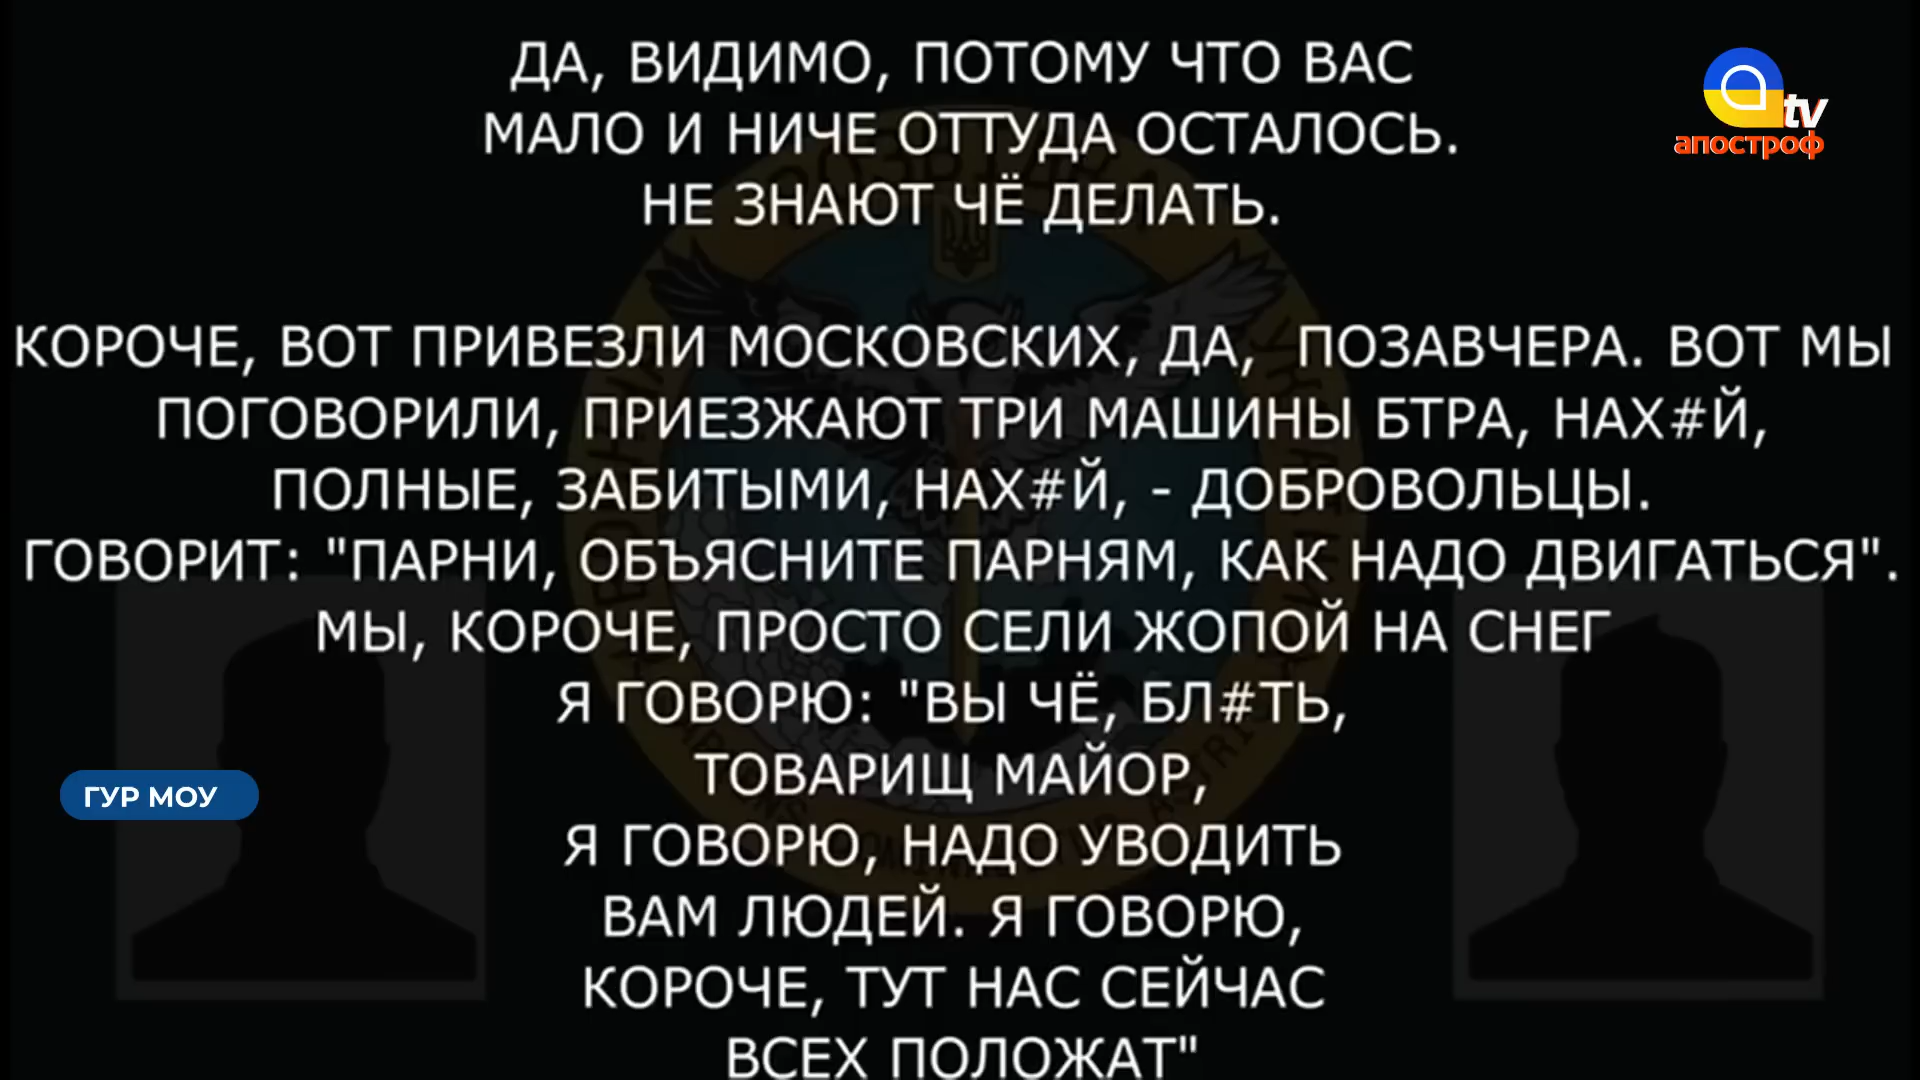 ДА, ВИДИМО, ПОТОМУ ЧТО ВАС
МАЛО И НИЧЕ ОТТУДА ОСТАЛОСЬ.
НЕ ЗНАЮТ ЧЁ ДЕЛАТЬ.
tv
апостроф
КОРОЧЕ, ВОТ ПРИВЕЗЛИ МОСКОВСКИХ, ДА, ПОЗАВЧЕРА. ВОТ МЫ
ПОГОВОРИЛИ, ПРИЕЗЖАЮТ ТРИ МАШИНЫ БТРА, НАХ#Й,
ПОЛНЫЕ, ЗАБИТЫМИ, НАХ#Й, - ДОБРОВОЛЬЦЫ.
ГОВОРИТ: "ПАРНИ, ОБЪЯСНИТЕ ПАРНЯМ, КАК НАДО ДВИГАТЬСЯ".
МЫ, КОРОЧЕ, ПРОСТО СЕЛИ ЖОПОЙ НА СНЕГ
Я ГОВОРЮ: "ВЫ ЧЁ, БЛ#ТЬ,
ТОВАРИЩ МАЙОР,
Я ГОВОРЮ, НАДО УВОДИТЬ
ВАМ ЛЮДЕЙ. Я ГОВОРЮ,
КОРОЧЕ, ТУТ НАС СЕЙЧАС
ВСЕХ ПОЛОЖАТ"
ГУР МОУ